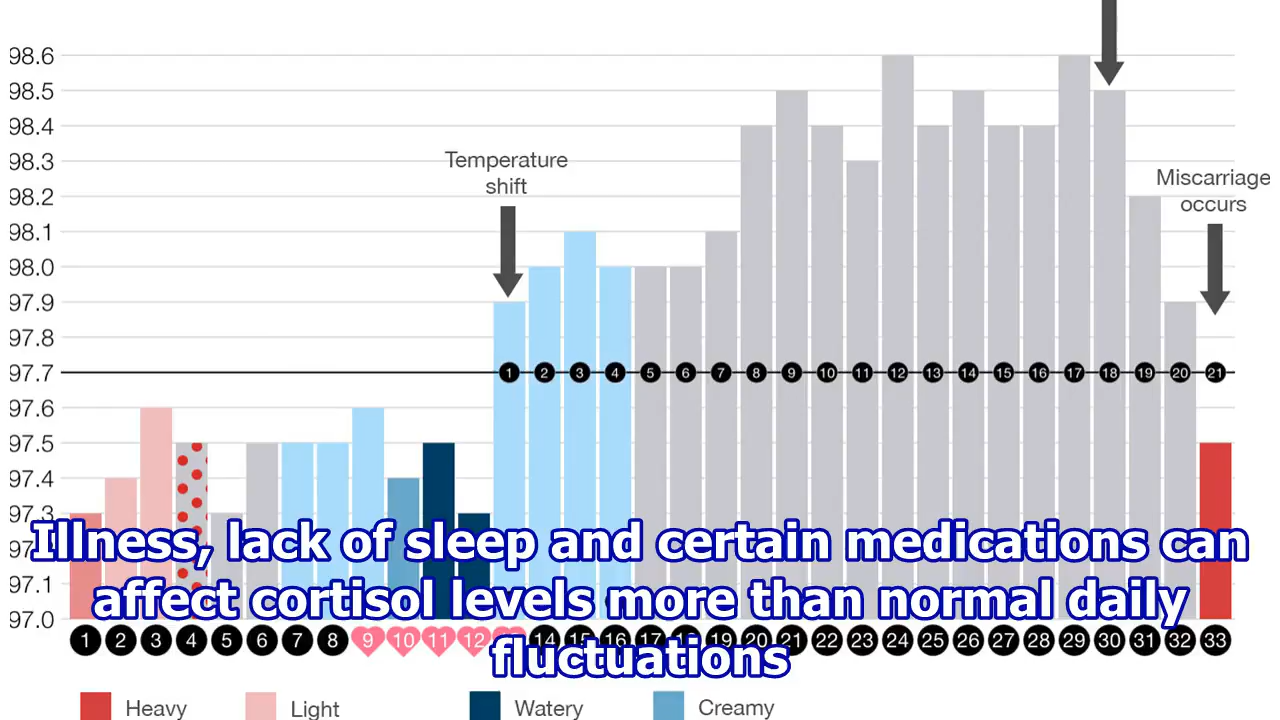 98.6
98.5
98.4
98.3
98.2
98.1
98.0
97.9
97.8
97.7
97.6
97.5
97.4
97.3
97.1
97.0
Temperature
shift
Miscarriage
occurs
1 2 3 4 5 6 7 8 9 10 11 12 13 14 15 16 17 18 19 20 21
Illness, lack of sleep and certain medications can
affect cortisol levels more than normal daily
fluctuations
1 2 3 4 5 6 7 8 9 10 11 12 14 15 16 17 18 19 20 21 22 23 24 25 26 27 28 29 30 31 32 33
Heavy Light Watery Creamy